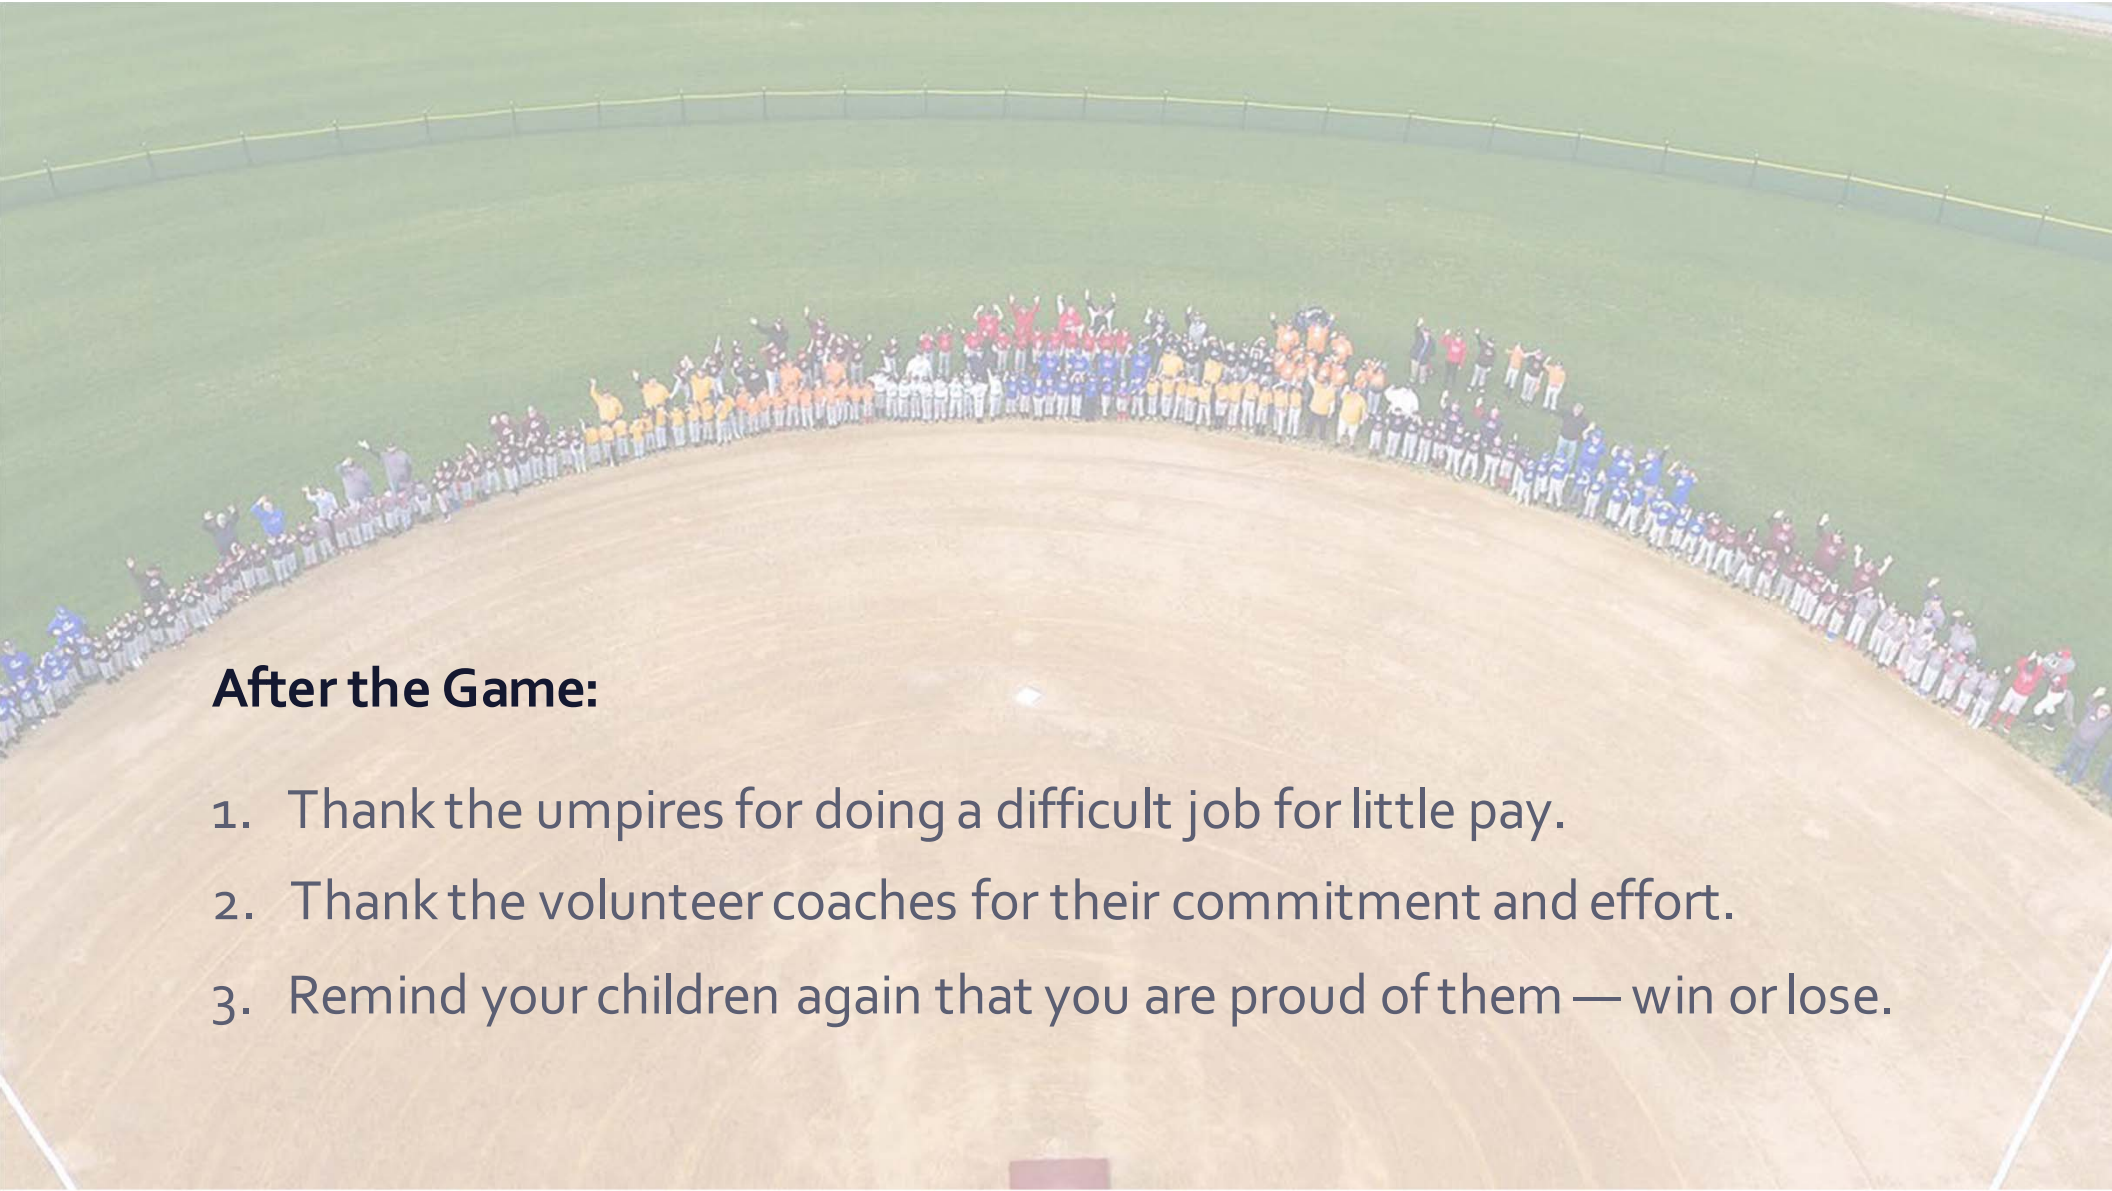 After the Game:
1. Thank the umpires for doing a difficult job for little pay.
2. Thank the volunteer coaches for their commitment and effort.
3. Remind your children again that you are proud of them — win or lose.